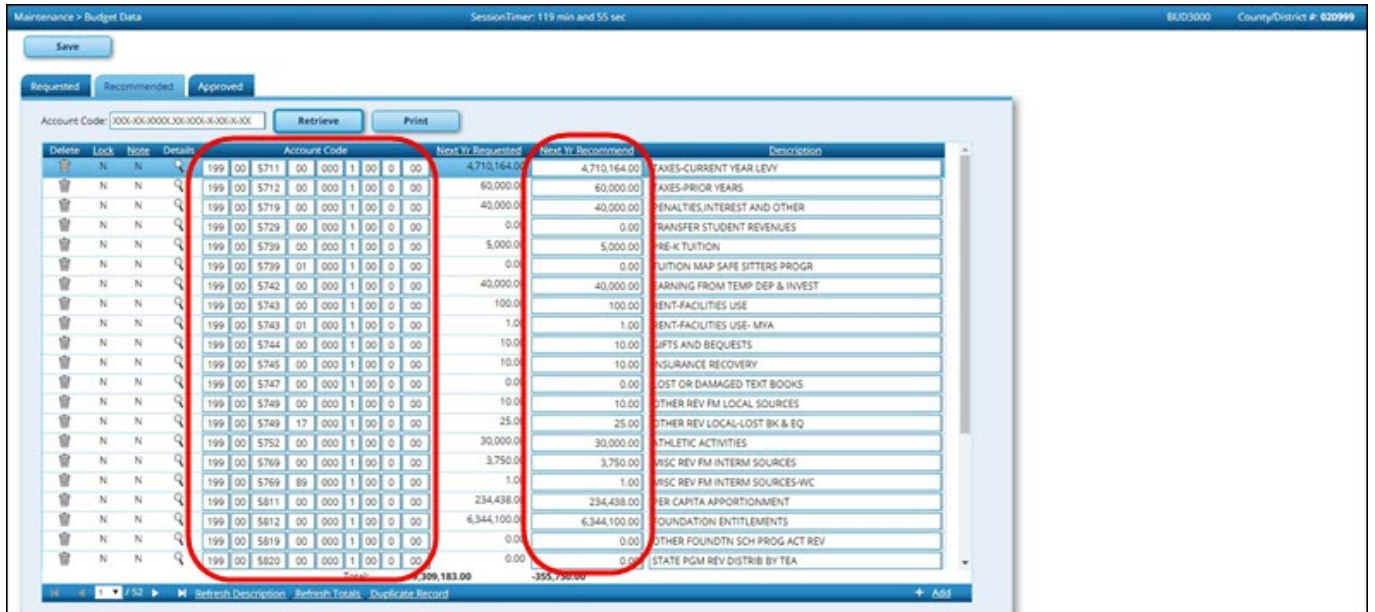 Maintenance > Budget Data SessionTimer: 119 min and 55 sec BUD3000 County/District #: 020999
Save
Requested Recommended Approved
Account Code: Retrieve Print
Delete Lock Note Details Account Code Next Yr Requested Next Yr Recommend Description
N N 199 00 5711 00 000 1 00 0 00 4,710,164.00 4,710,164.00 TAXES-CURRENT YEAR LEVY
N N 199 00 5712 00 000 1 00 0 00 60,000.00 60,000.00 TAXES-PRIOR YEARS
N N 199 00 5719 00 000 1 00 0 00 40,000.00 40,000.00 PENALTIES,INTEREST AND OTHER
N N 199 00 5729 00 000 1 00 0 00 0.00 0.00 TRANSFER STUDENT REVENUES
N N 199 00 5739 00 000 1 00 0 00 5,000.00 5,000.00 PRE-K TUITION
N N 199 00 5739 01 000 1 00 0 00 0.00 0.00 TUITION MAP SAFE SITTERS PROGR
N N 199 00 5742 00 000 1 00 0 00 40,000.00 40,000.00 EARNING FROM TEMP DEP & INVEST
N N 199 00 5743 00 000 1 00 0 00 100.00 100.00 RENT-FACILITIES USE
N N 199 00 5743 01 000 1 00 0 00 1.00 1.00 RENT-FACILITIES USE- MYA
N N 199 00 5744 00 000 1 00 0 00 10.00 10.00 GIFTS AND BEQUESTS
N N 199 00 5745 00 000 1 00 0 00 10.00 10.00 INSURANCE RECOVERY
N N 199 00 5747 00 000 1 00 0 00 0.00 0.00 LOST OR DAMAGED TEXT BOOKS
N N 199 00 5749 00 000 1 00 0 00 10.00 10.00 OTHER REV FM LOCAL SOURCES
N N 199 00 5749 17 000 1 00 0 00 25.00 25.00 OTHER REV LOCAL-LOST BK & EQ
N N 199 00 5752 00 000 1 00 0 00 30,000.00 30,000.00 ATHLETIC ACTIVITIES
N N 199 00 5769 00 000 1 00 0 00 3,750.00 3,750.00 MISC REV FM INTERM SOURCES
N N 199 00 5769 89 000 1 00 0 00 1.00 1.00 MISC REV FM INTERM SOURCES-WC
N N 199 00 5811 00 000 1 00 0 00 234,438.00 234,438.00 PER CAPITA APPORTIONMENT
N N 199 00 5812 00 000 1 00 0 00 6,344,100.00 6,344,100.00 FOUNDATION ENTITLEMENTS
N N 199 00 5819 00 000 1 00 0 00 0.00 0.00 OTHER FOUNDTN SCH PROG ACT REV
N N 199 00 5820 00 000 1 00 0 00 0.00 0.00 STATE PGM REV DISTRIB BY TEA
Total: ,309,183.00 -355,750.00
1 / 52 Refresh Description Refresh Totals Duplicate Record + Add